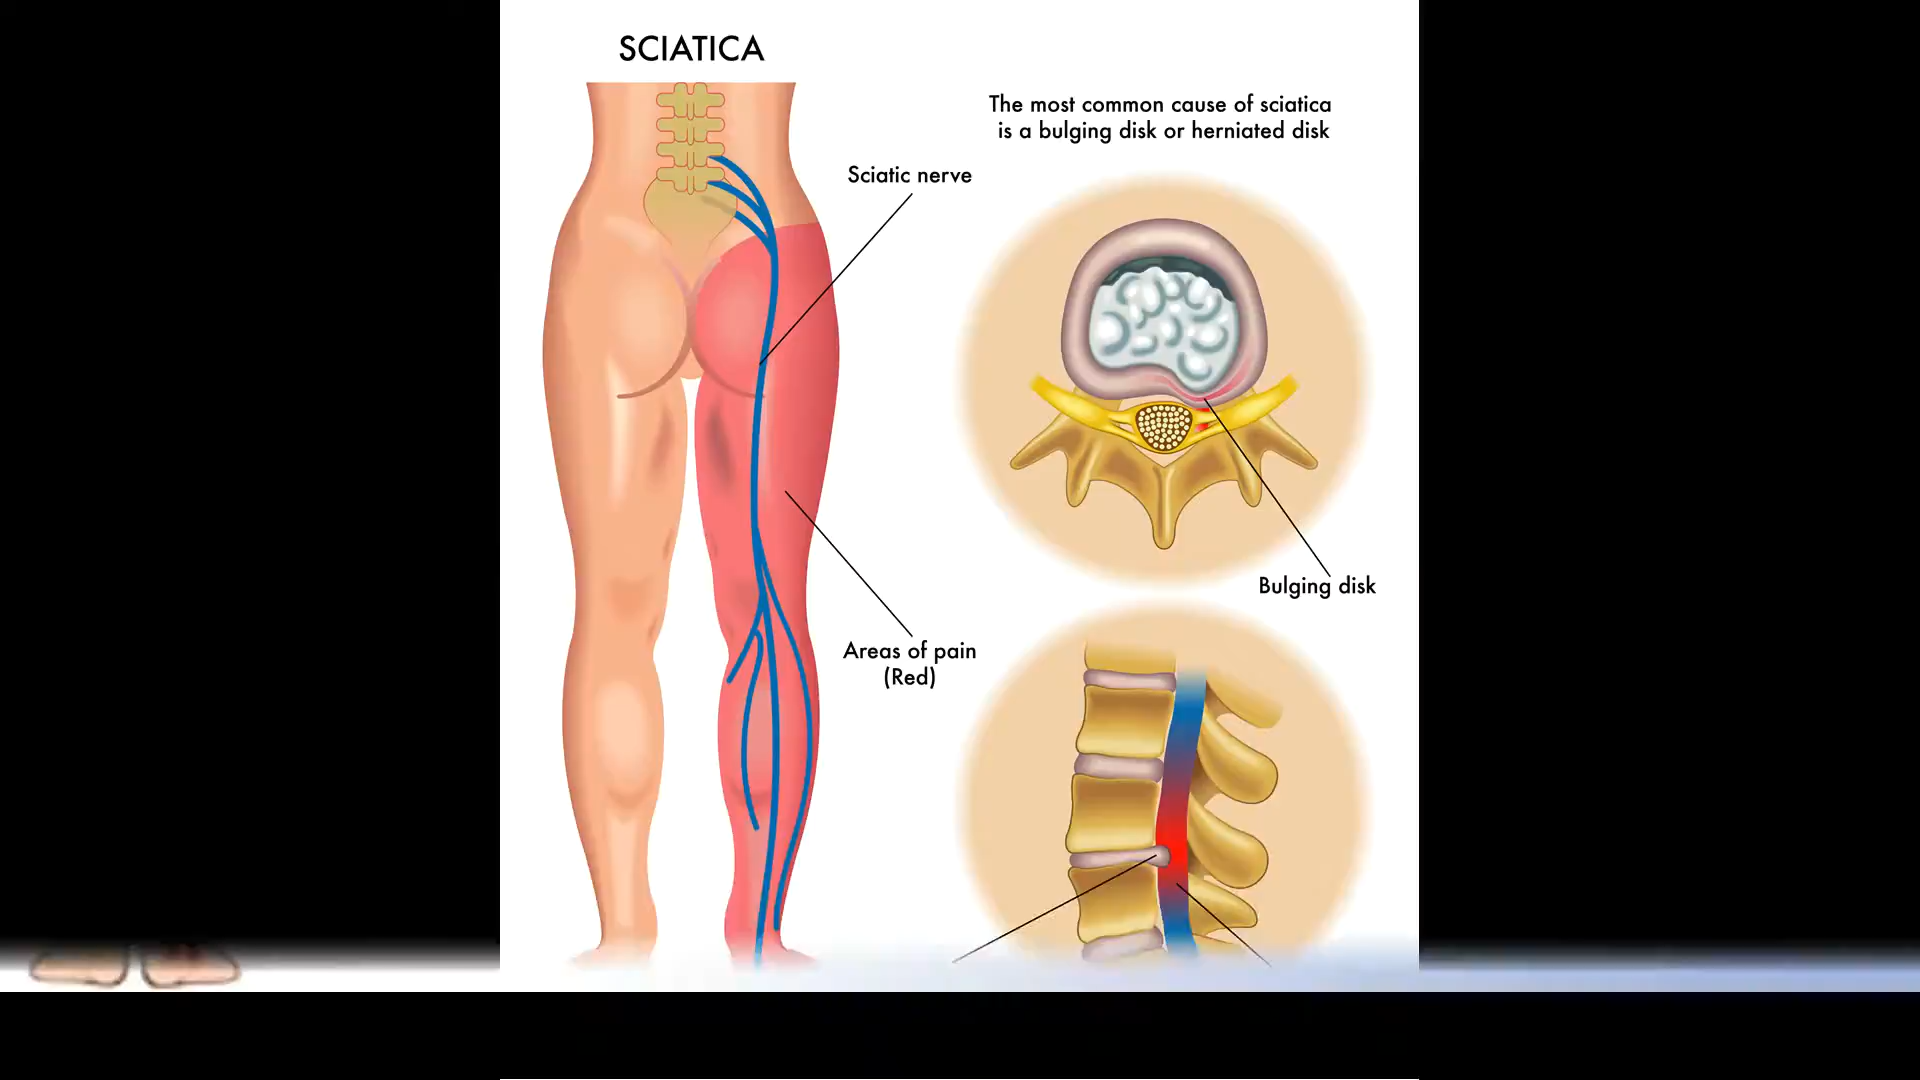 SCIATICA
The most common cause of sciatica
is a bulging disk or herniated disk
Sciatic nerve
Bulging disk
Areas of pain
(Red)